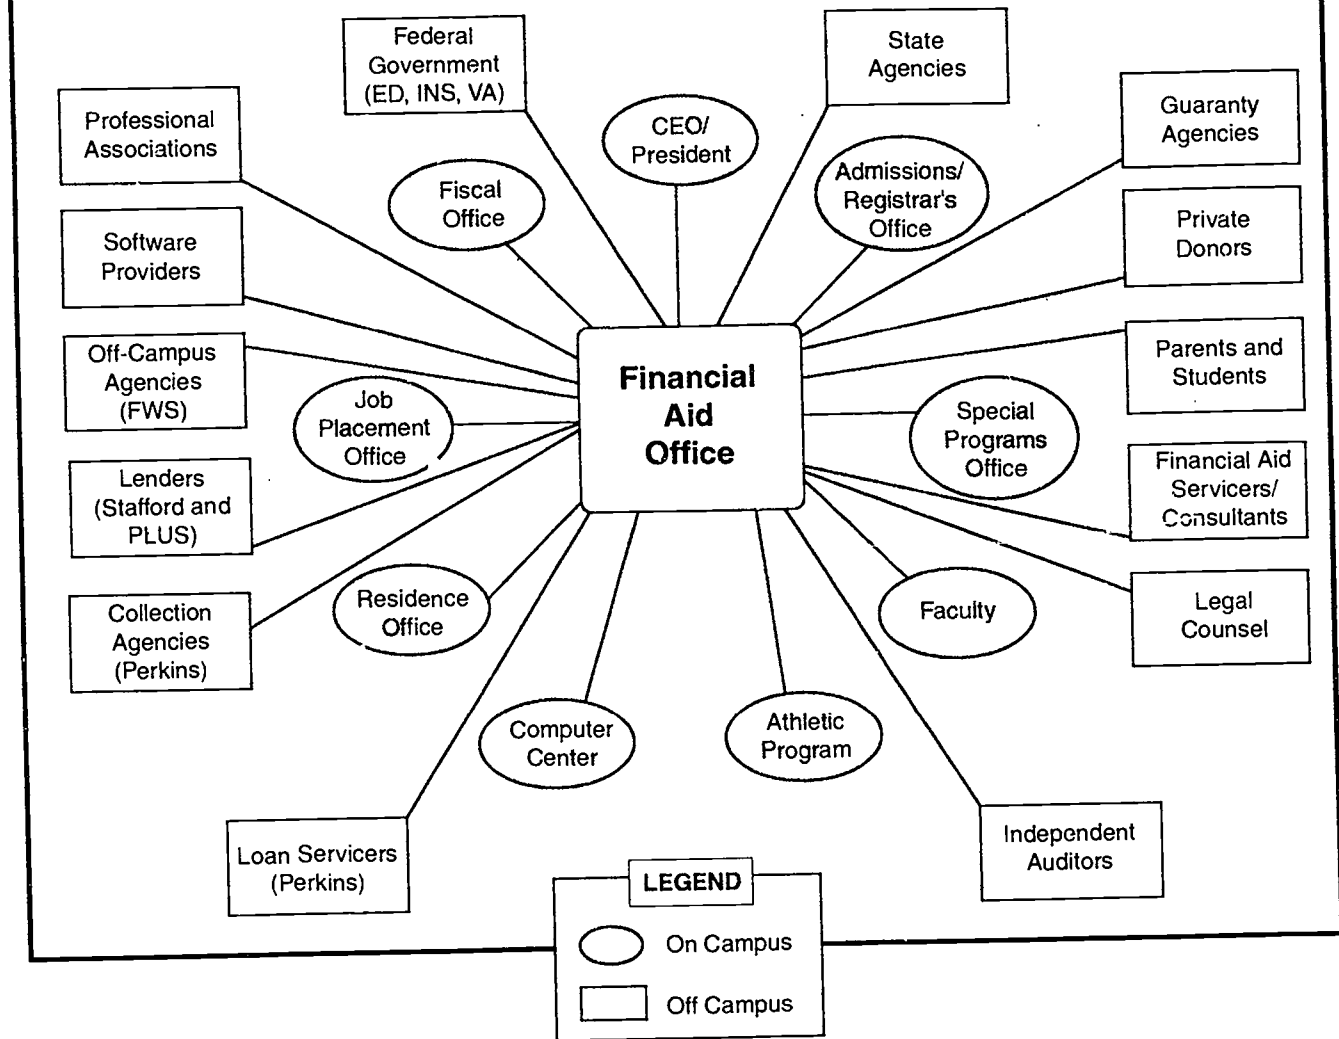 Federal
Government
(ED, INS, VA)
State
Agencies
Professional
Associations
CEO/
President
Guaranty
Agencies
Fiscal
Office
Admissions/
Registrar's
Office
Software
Providers
Private
Donors
Off-Campus
Agencies
(FWS)
Job
Placement
Office
Financial
Aid
Office
Special
Programs
Office
Parents and
Students
Lenders
(Stafford and
PLUS)
Financial Aid
Servicers/
Consultants
Collection
Agencies
(Perkins)
Residence
Office
Faculty
Legal
Counsel
Computer
Center
Athletic
Program
Loan Servicers
(Perkins)
Independent
Auditors
LEGEND
On Campus
Off Campus